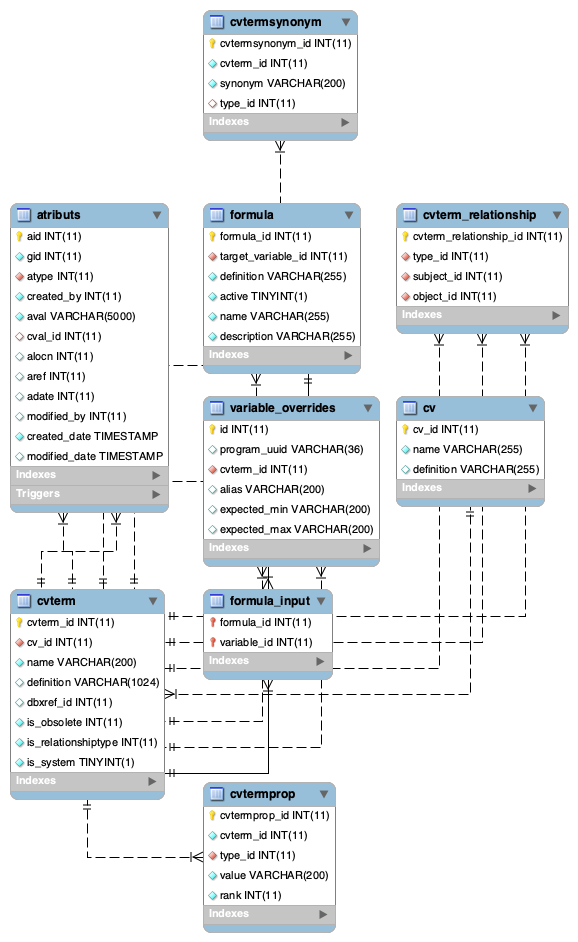 cvtermsynonym
cvtermsynonym_id INT(11)
cvterm_id INT(11)
synonym VARCHAR(200)
type_id INT(11)
Indexes
atributs
aid INT(11)
gid INT(11)
atype INT(11)
created_by INT(11)
aval VARCHAR(5000)
cval_id INT(11)
alocn INT(11)
aref INT(11)
adate INT(11)
modified_by INT(11)
created_date TIMESTAMP
modified_date TIMESTAMP
Indexes
Triggers
formula
formula_id INT(11)
target_variable_id INT(11)
definition VARCHAR(255)
active TINYINT(1)
name VARCHAR(255)
description VARCHAR(255)
Indexes
cvterm_relationship
cvterm_relationship_id INT(11)
type_id INT(11)
subject_id INT(11)
object_id INT(11)
Indexes
variable_overrides
id INT(11)
program_uuid VARCHAR(36)
cvterm_id INT(11)
alias VARCHAR(200)
expected_min VARCHAR(200)
expected_max VARCHAR(200)
Indexes
cv
cv_id INT(11)
name VARCHAR(255)
definition VARCHAR(255)
Indexes
cvterm
cvterm_id INT(11)
cv_id INT(11)
name VARCHAR(200)
definition VARCHAR(1024)
dbxref_id INT(11)
is_obsolete INT(11)
is_relationshiptype INT(11)
is_system TINYINT(1)
Indexes
formula_input
formula_id INT(11)
variable_id INT(11)
Indexes
cvtermprop
cvtermprop_id INT(11)
cvterm_id INT(11)
type_id INT(11)
value VARCHAR(200)
rank INT(11)
Indexes